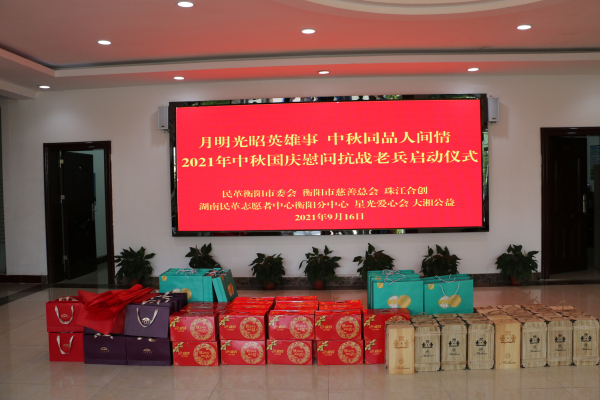 月明光昭英雄事 中秋同品人间情
2021年中秋国庆慰问抗战老兵启动仪式
民革衡阳市委会 衡阳市慈善总会 珠江合创
湖南民革志愿者中心衡阳分中心 星光爱心会 大湘公益
2021年9月16日